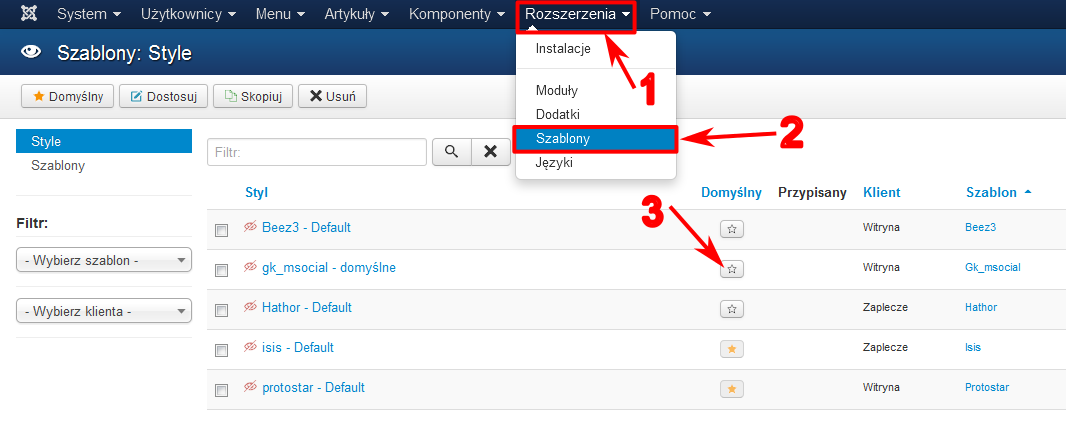 System Użytkownicy Menu Artykuły Komponenty Rozszerzenia Pomoc
Szablony: Style
Instalacje
Moduły
Dodatki
Szablony
Języki
1
2
3
Domyślny Dostosuj Skopiuj Usuń
Style
Szablony
Filtr:
- Wybierz szablon -
- Wybierz klienta -
Filtr:
Styl Domyślny Przypisany Klient Szablon
Beez3 - Default Witryna Beez3
gk_msocial - domyślne Witryna Gk_msocial
Hathor - Default Zaplecze Hathor
isis - Default Zaplecze Isis
protostar - Default Witryna Protostar